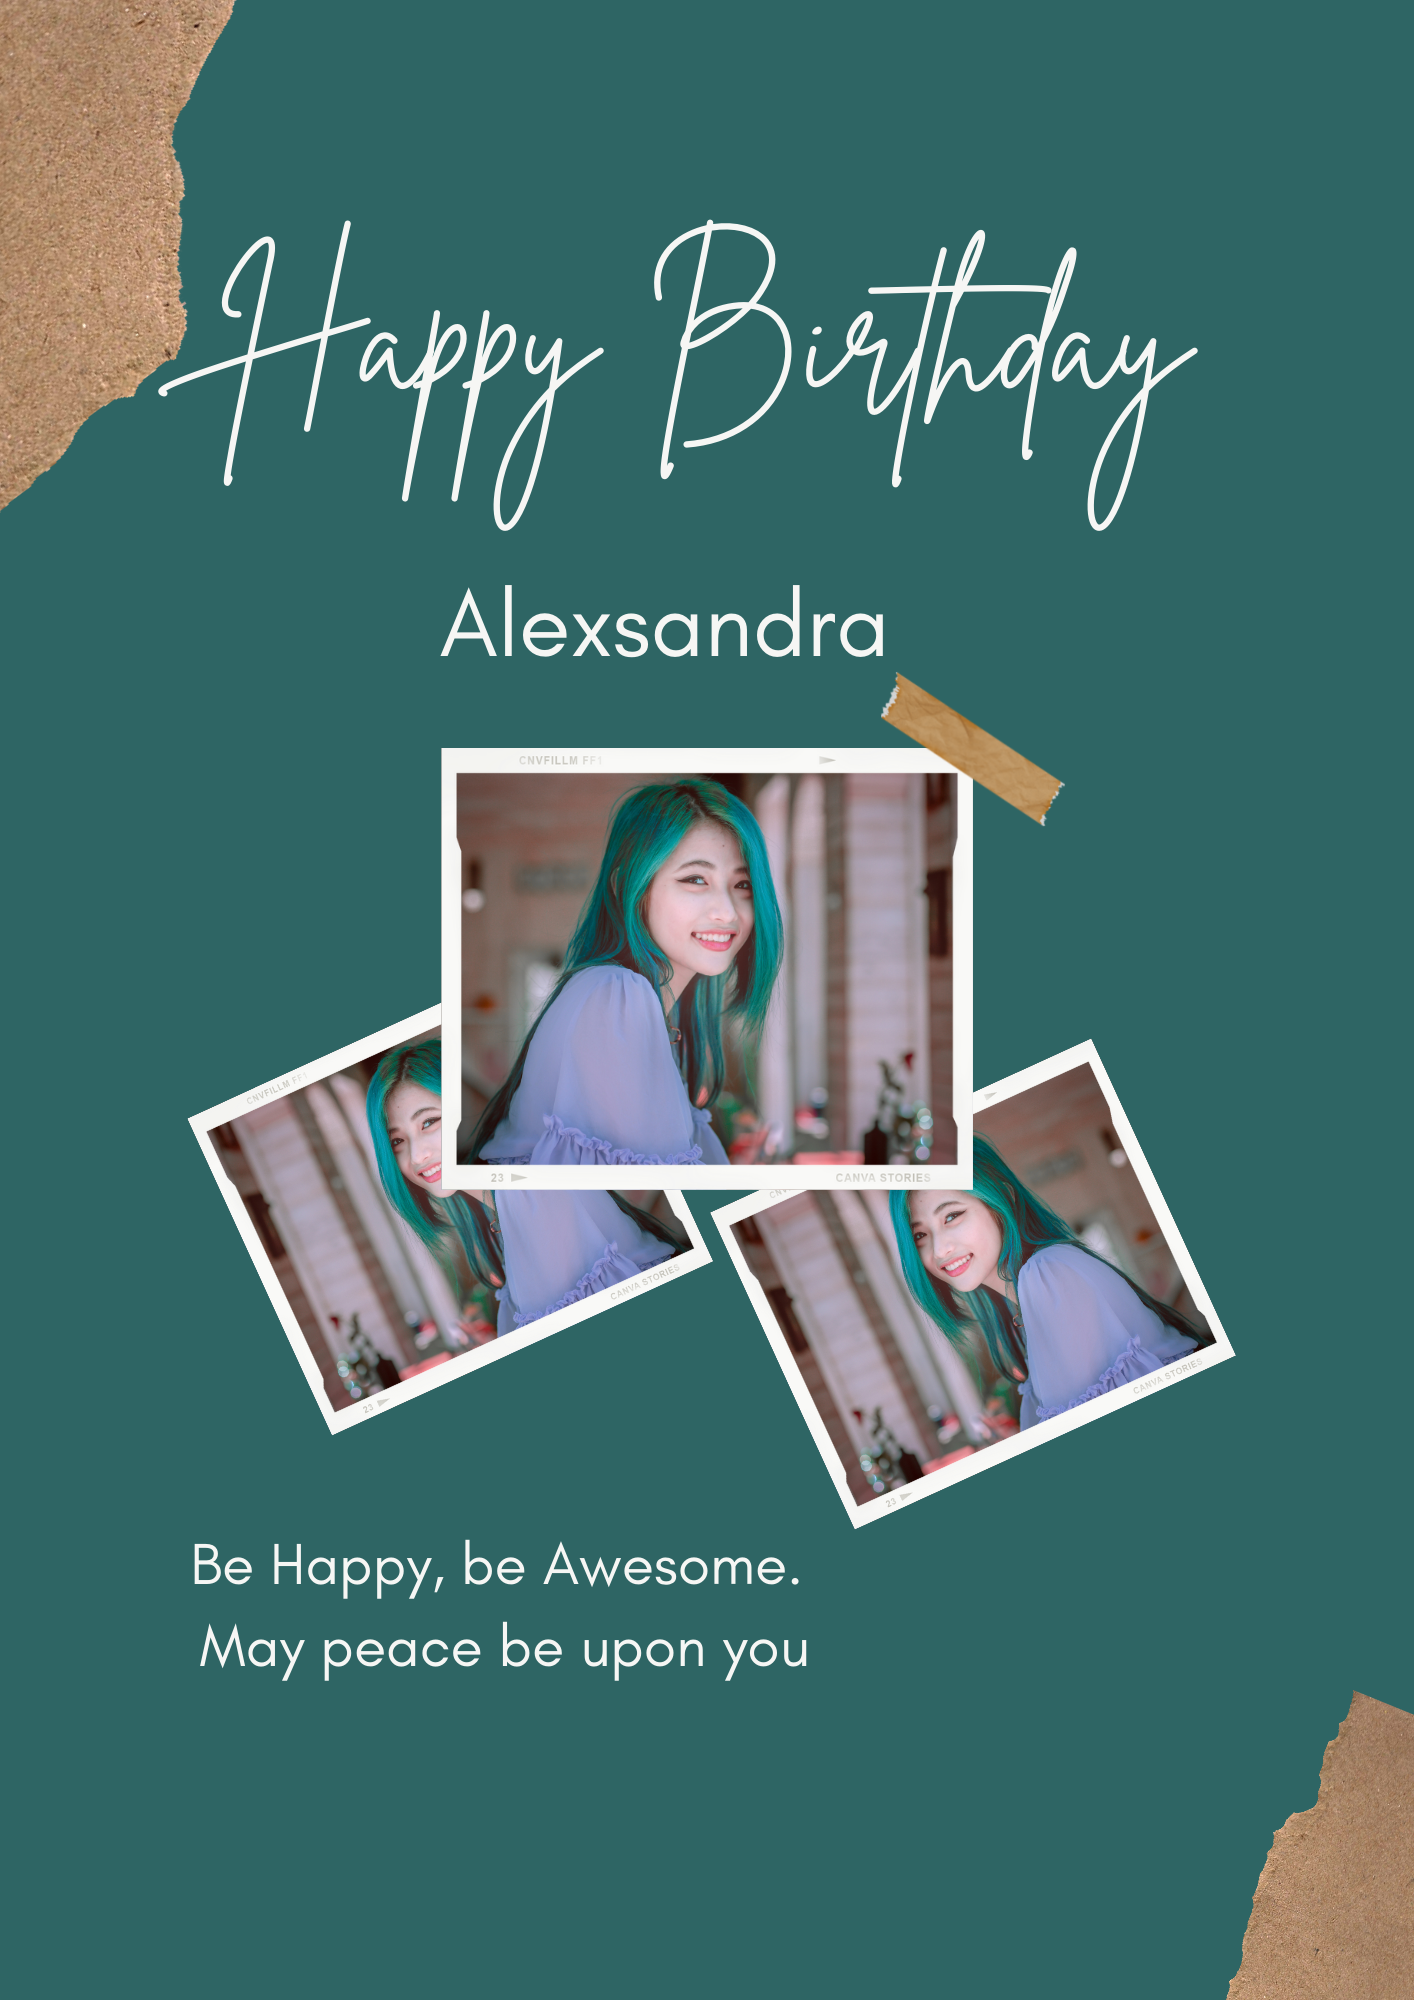 Happy Birthday
Alexsandra
CNVFILLM FF1
23
CANVA STORIES
CNVFILLM FF1
CANVA STORIES
23
CANVA STORIES
23
Be Happy, be Awesome.
May peace be upon you